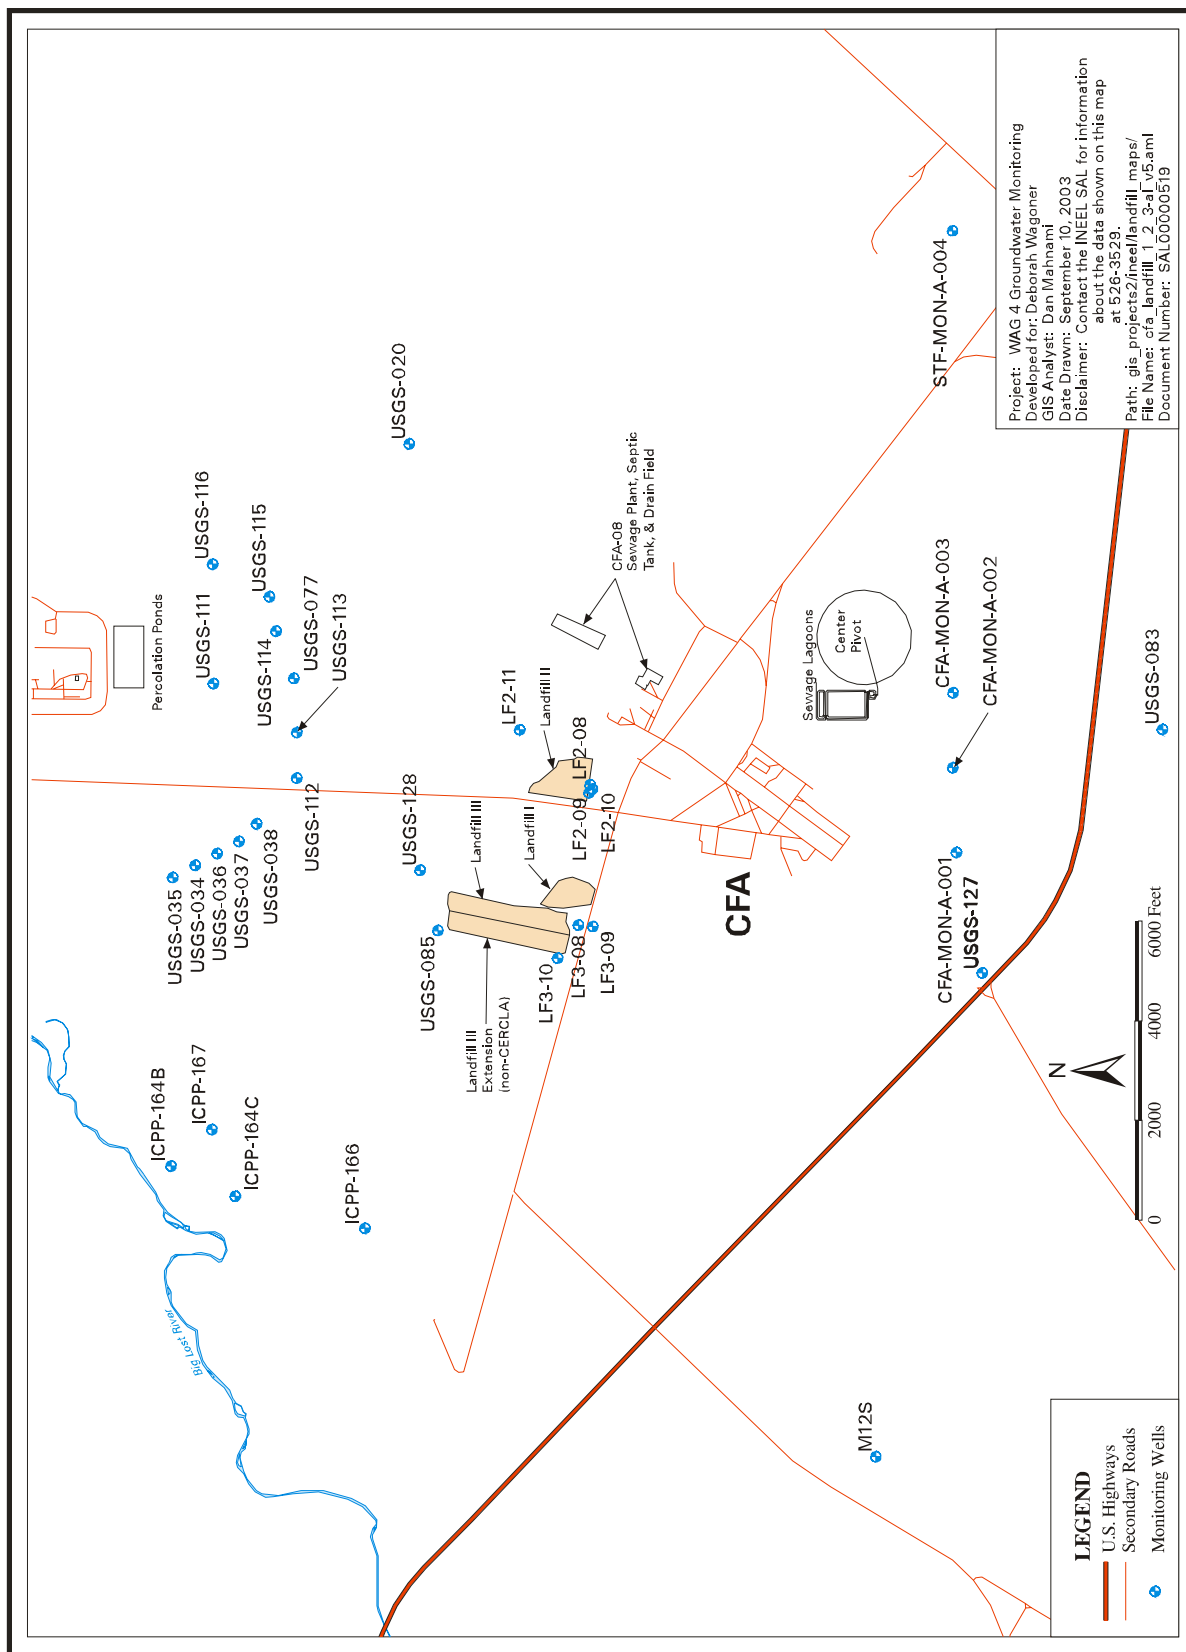 Big Lost River
ICPP-164B
ICPP-167
ICPP-164C
ICPP-166
USGS-035
USGS-034
USGS-036
USGS-037
USGS-038
USGS-112
USGS-113
USGS-077
USGS-114
USGS-115
USGS-111
USGS-116
Percolation Ponds
USGS-020
USGS-128
USGS-085
Landfill III
Landfill I
Landfill II
Landfill III
Extension
(non-CERCLA)
LF3-10
LF3-08
LF3-09
LF2-11
LF2-08
LF2-09
LF2-10
CFA-08
Sewage Plant, Septic
Tank, & Drain Field
CFA
Sewage Lagoons
Center
Pivot
STF-MON-A-004
CFA-MON-A-003
CFA-MON-A-002
CFA-MON-A-001
USGS-127
USGS-083
M12S
N
0
2000
4000
6000 Feet
LEGEND
U.S. Highways
Secondary Roads
Monitoring Wells
Project: WAG 4 Groundwater Monitoring
Developed for: Deborah Wagoner
GIS Analyst: Dan Mahnami
Date Drawn: September 10, 2003
Disclaimer: Contact the INEEL SAL for information
about the data shown on this map
at 526-3529.
Path: gis_projects2/ineel/landfill_maps/
File Name: cfa_landfill_1_2_3-al_v5.aml
Document Number: SAL00000519